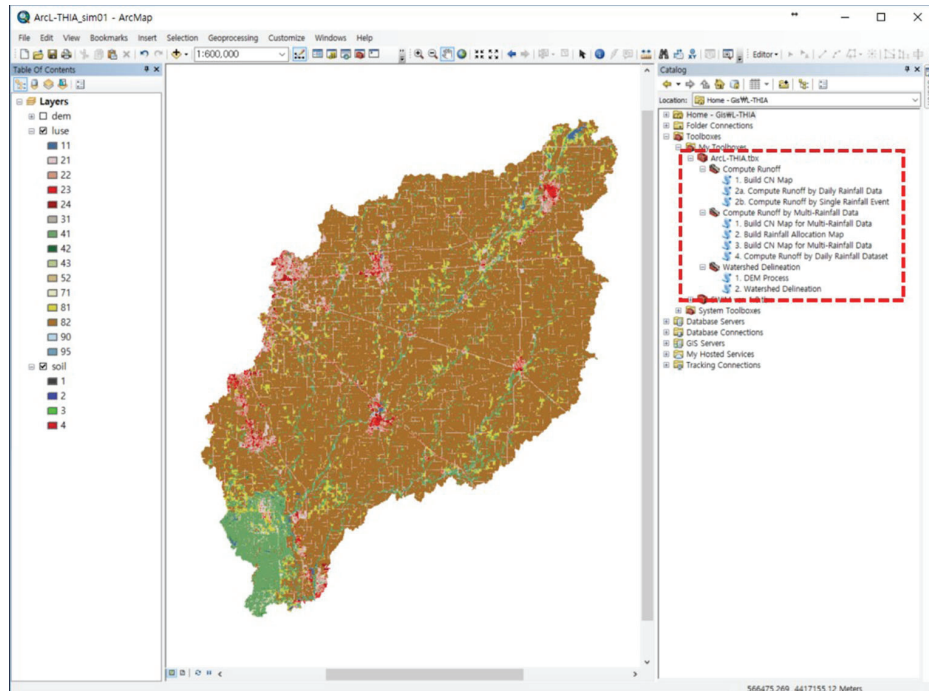 ArcL-THIA_sim01 - ArcMap
File Edit View Bookmarks Insert Selection Geoprocessing Customize Windows Help
1:600,000
Editor
Table Of Contents
Layers
dem
luse
11
21
22
23
24
31
41
42
43
52
71
81
82
90
95
soil
1
2
3
4
Catalog
Location: Home - Gis₩L-THIA
Home - Gis₩L-THIA
Folder Connections
Toolboxes
My Toolboxes
ArcL-THIA.tbx
Compute Runoff
1. Build CN Map
2a. Compute Runoff by Daily Rainfall Data
2b. Compute Runoff by Single Rainfall Event
Compute Runoff by Multi-Rainfall Data
1. Build CN Map for Multi-Rainfall Data
2. Build Rainfall Allocation Map
3. Build CN Map for Multi-Rainfall Data
4. Compute Runoff by Daily Rainfall Dataset
Watershed Delineation
1. DEM Process
2. Watershed Delineation
System Toolboxes
Database Servers
Database Connections
GIS Servers
My Hosted Services
Tracking Connections
566475.269 4417155.12 Meters